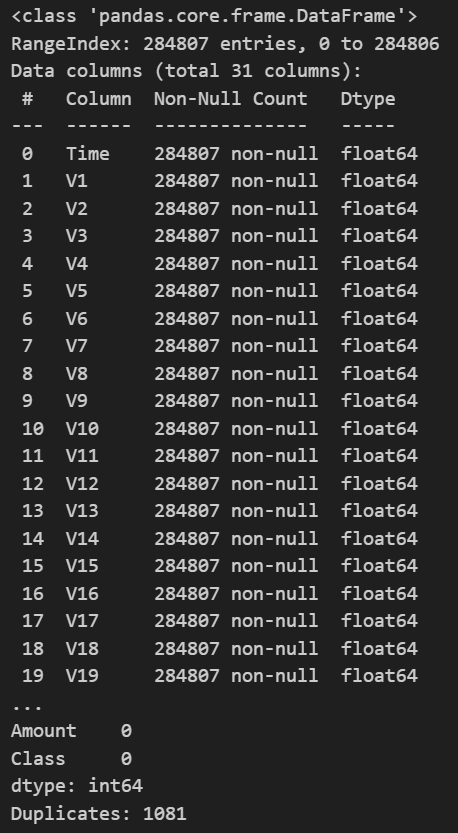 <class 'pandas.core.frame.DataFrame'>
RangeIndex: 284807 entries, 0 to 284806
Data columns (total 31 columns):
 #   Column  Non-Null Count   Dtype
---  ------  --------------   -----
 0   Time    284807 non-null  float64
 1   V1      284807 non-null  float64
 2   V2      284807 non-null  float64
 3   V3      284807 non-null  float64
 4   V4      284807 non-null  float64
 5   V5      284807 non-null  float64
 6   V6      284807 non-null  float64
 7   V7      284807 non-null  float64
 8   V8      284807 non-null  float64
 9   V9      284807 non-null  float64
 10  V10     284807 non-null  float64
 11  V11     284807 non-null  float64
 12  V12     284807 non-null  float64
 13  V13     284807 non-null  float64
 14  V14     284807 non-null  float64
 15  V15     284807 non-null  float64
 16  V16     284807 non-null  float64
 17  V17     284807 non-null  float64
 18  V18     284807 non-null  float64
 19  V19     284807 non-null  float64
...
Amount    0
Class     0
dtype: int64
Duplicates: 1081